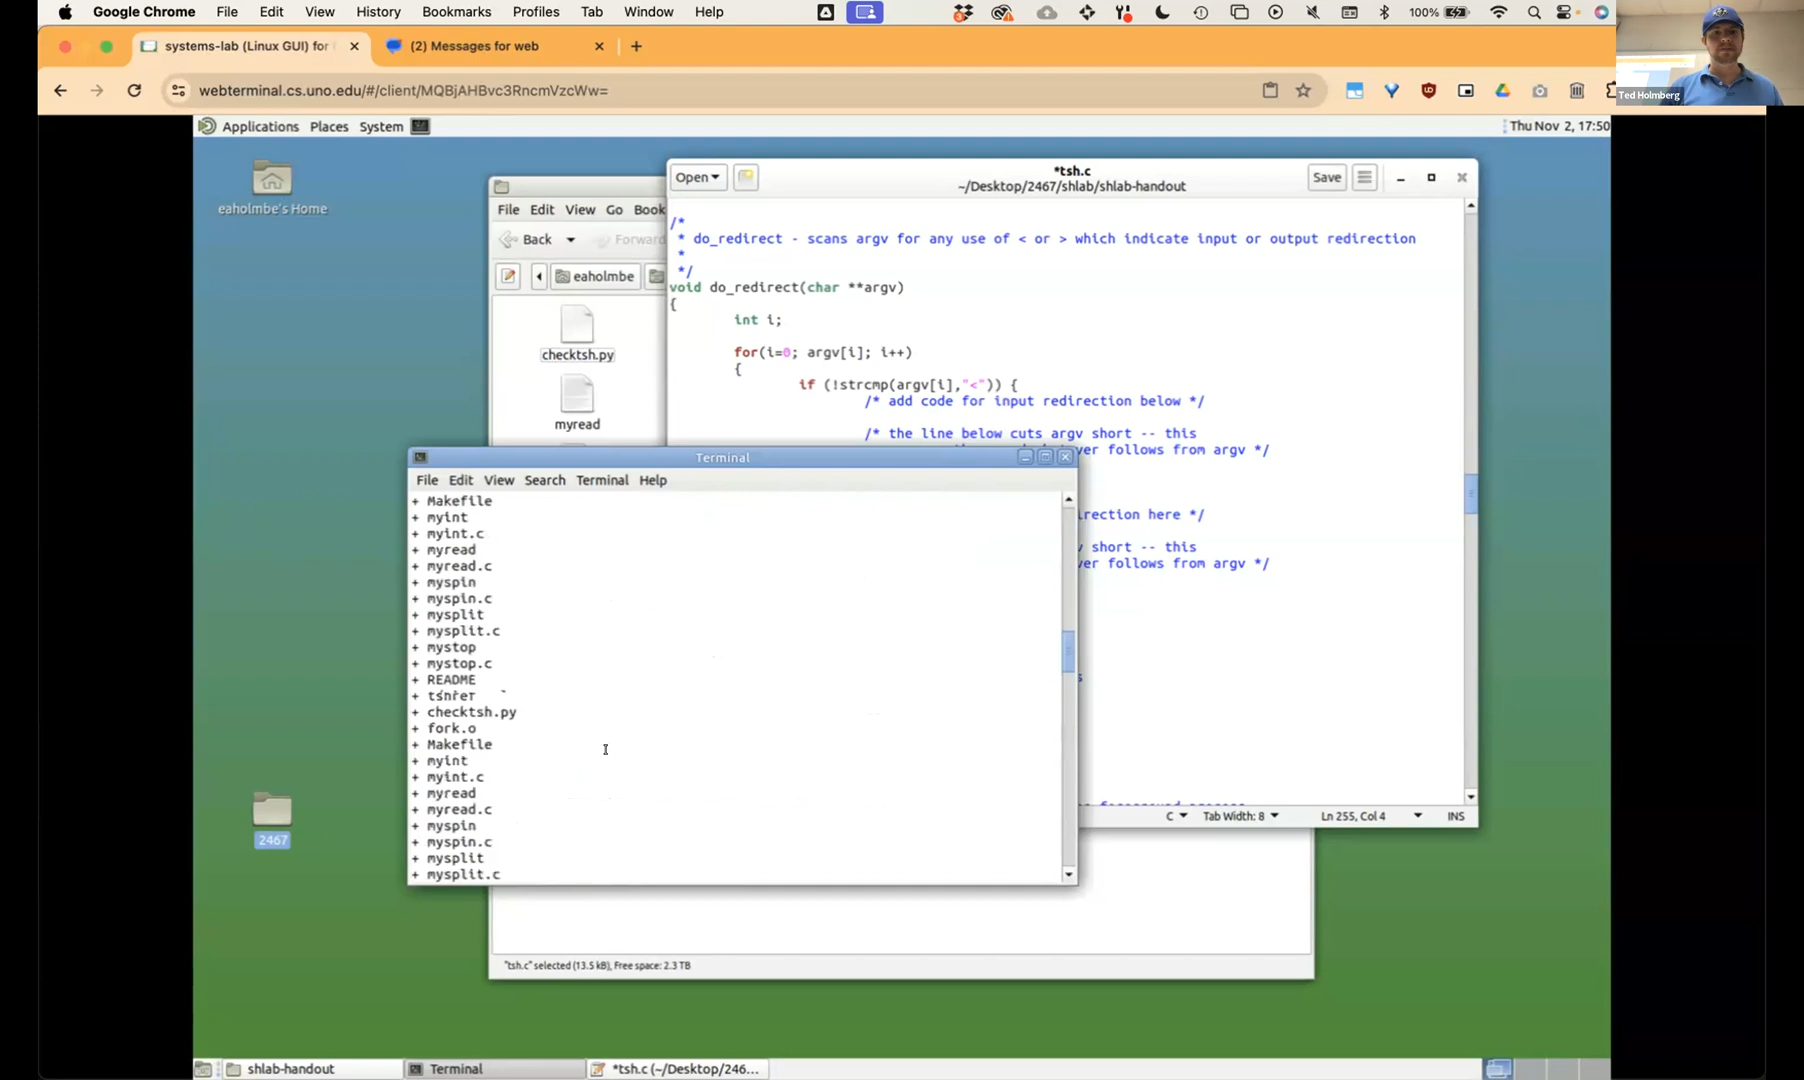 Google Chrome File Edit View History Bookmarks Profiles Tab Window Help 100%
systems-lab (Linux GUI) for
(2) Messages for web
webterminal.cs.uno.edu/#/client/MQBjAHBvc3RncmVzcWw=
Ted Holmberg
Applications Places System Thu Nov 2, 17:50
eaholmbe's Home
2467
File Edit View Go Book
Back Forward
eaholmbe
checktsh.py
myread
"tsh.c" selected (13.5 kB), Free space: 2.3 TB
Open *tsh.c Save
~/Desktop/2467/shlab/shlab-handout
/*
* do_redirect - scans argv for any use of < or > which indicate input or output redirection
*
*/
void do_redirect(char **argv)
{
int i;
for(i=0; argv[i]; i++)
{
if (!strcmp(argv[i],"<")) {
/* add code for input redirection below */
/* the line below cuts argv short -- this
ver follows from argv */
rection here */
v short -- this
ver follows from argv */
s
C Tab Width: 8 Ln 255, Col 4 INS
Terminal
File Edit View Search Terminal Help
+ Makefile
+ myint
+ myint.c
+ myread
+ myread.c
+ myspin
+ myspin.c
+ mysplit
+ mysplit.c
+ mystop
+ mystop.c
+ README
+ checktsh.py
+ fork.o
+ Makefile
+ myint
+ myint.c
+ myread
+ myread.c
+ myspin
+ myspin.c
+ mysplit
+ mysplit.c
shlab-handout
Terminal
*tsh.c (~/Desktop/246...